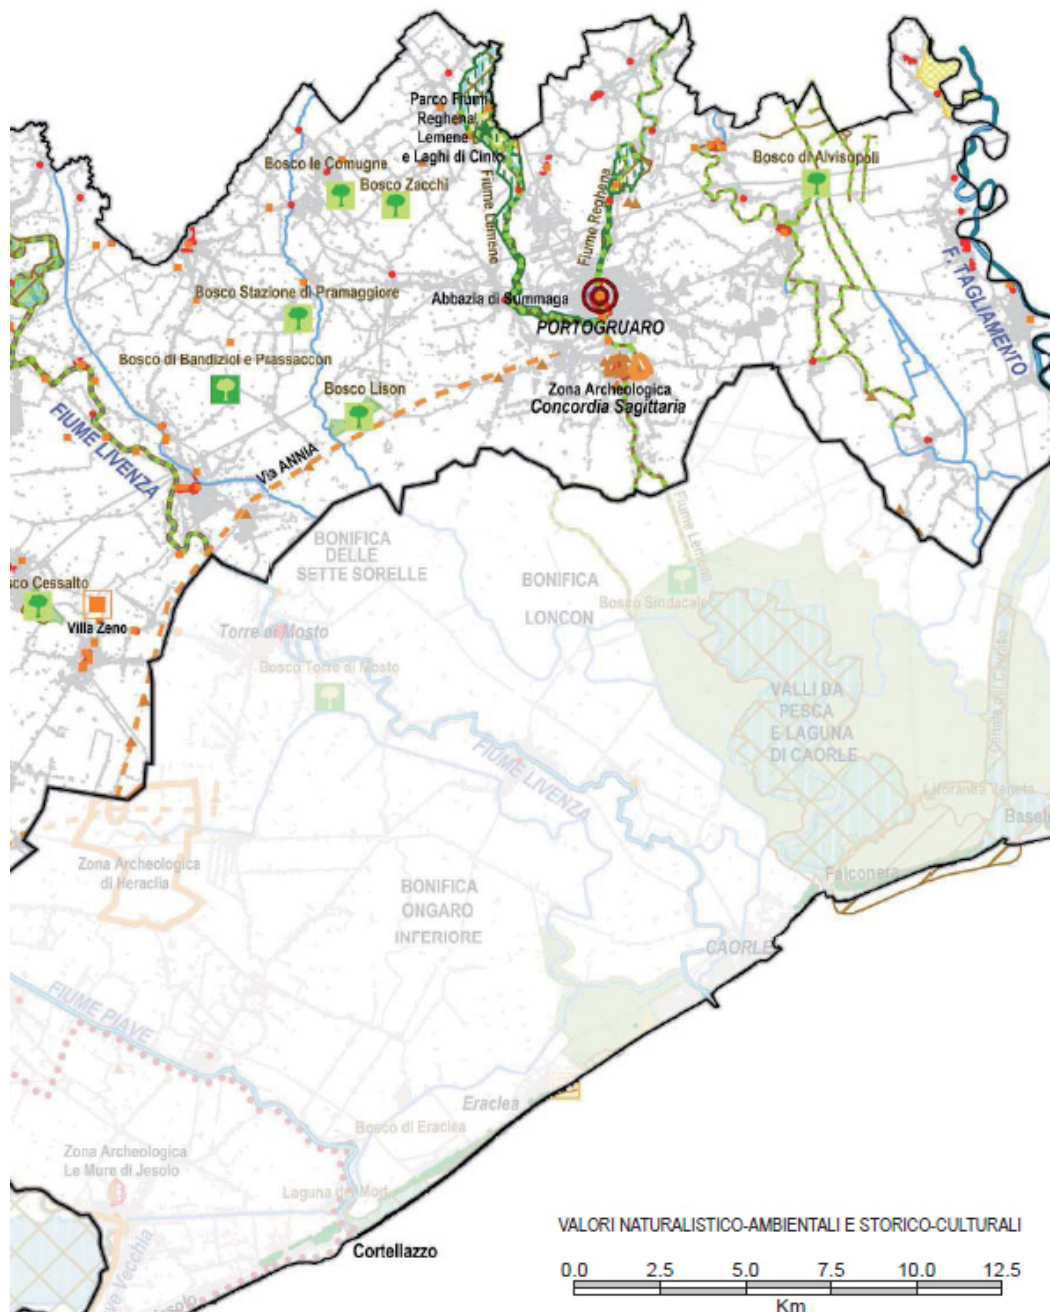 Parco Fiumi
Reghena
Lemene
e Laghi di Cinto
Bosco le Comugne
Bosco Zacchi
Bosco di Alvisopoli
Fiume Lemene
Fiume Reghena
F. TAGLIAMENTO
Bosco Stazione di Pramaggiore
Abbazia di Summaga
PORTOGRUARO
Bosco di Bandiziol e Prassaccon
Bosco Lison
Zona Archeologica
Concordia Sagittaria
FIUME LIVENZA
Via ANNIA
BONIFICA
DELLE
SETTE SORELLE
BONIFICA
LONCON
Fiume Lemene
Bosco Sindacale
sco Cessalto
Villa Zeno
Torre di Mosto
Bosco Torre di Mosto
VALLI DA
PESCA
E LAGUNA
DI CAORLE
FIUME LIVENZA
Litoranea Veneta
Basele
Zona Archeologica
di Heraclia
Falconera
BONIFICA
ONGARO
INFERIORE
CAORLE
FIUME PIAVE
Eraclea
Bosco di Eraclea
Zona Archeologica
Le Mure di Jesolo
Laguna del Mort
Cortellazzo
ve Vecchia
esolo
VALORI NATURALISTICO-AMBIENTALI E STORICO-CULTURALI
0.0 2.5 5.0 7.5 10.0 12.5
Km